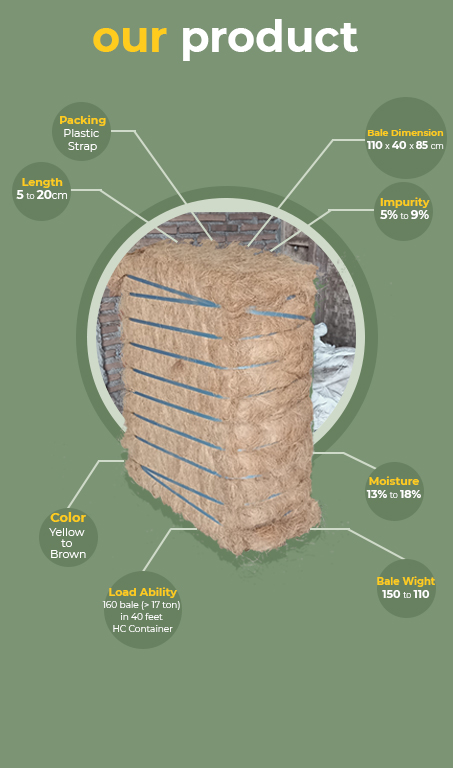 our product
Packing
Plastic
Strap
Bale Dimension
110 x 40 x 85 cm
Length
5 to 20cm
Impurity
5% to 9%
Moisture
13% to 18%
Color
Yellow
to
Brown
Bale Wight
150 to 110
Load Ability
160 bale (> 17 ton)
in 40 feet
HC Container